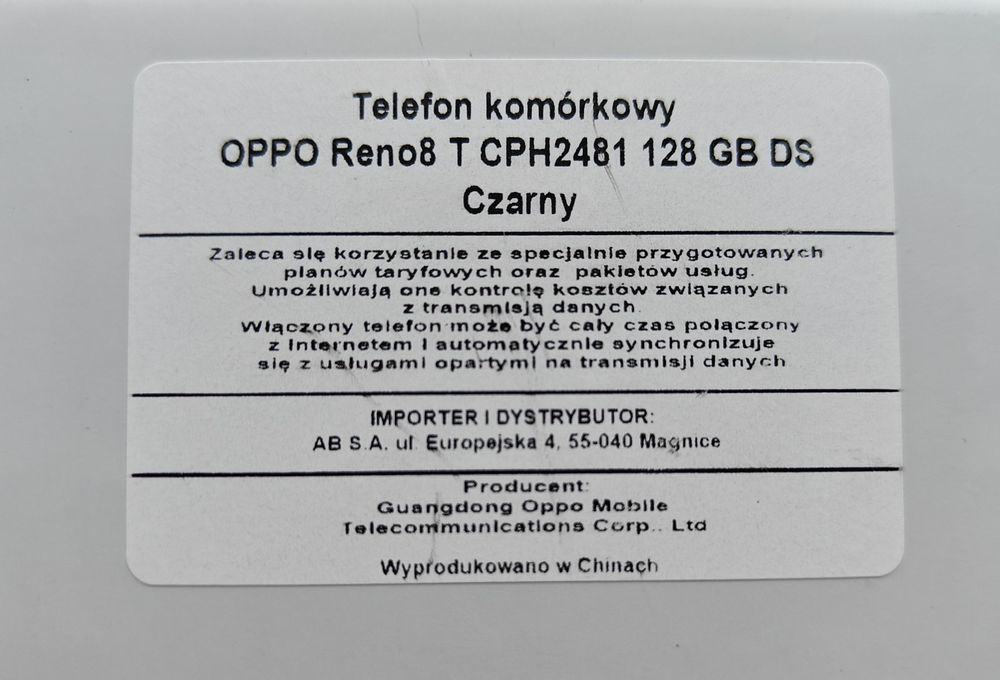 Telefon komórkowy
OPPO Reno8 T CPH2481 128 GB DS
Czarny
Zaleca się korzystanie ze specjalnie przygotowanych
planów taryfowych oraz pakietów usług.
Umożliwiają one kontrolę kosztów związanych
z transmisją danych.
Włączony telefon może być cały czas połączony
z Internetem i automatycznie synchronizuje
się z usługami opartymi na transmisji danych
IMPORTER I DYSTRYBUTOR:
AB S.A. ul. Europejska 4, 55-040 Magnice
Producent:
Guangdong Oppo Mobile
Telecommunications Corp., Ltd
Wyprodukowano w Chinach